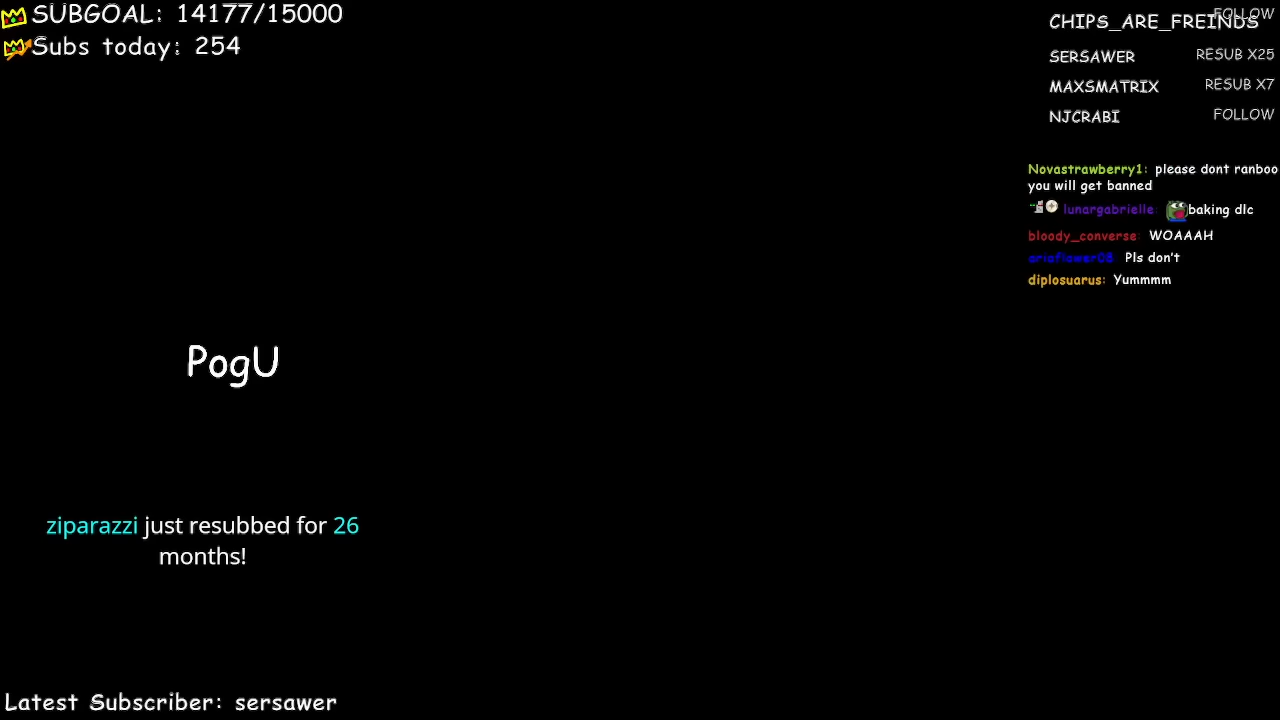 SUBGOAL: 14177/15000
Subs today: 254
FOLLOW
CHIPS_ARE_FREINDS
SERSAWER RESUB X25
MAXSMATRIX RESUB X7
NJCRABI FOLLOW
Novastrawberry1: please dont ranboo
you will get banned
lunargabrielle: baking dlc
bloody_converse: WOAAAH
ariaflower08: Pls don't
diplosuarus: Yummmm
PogU
ziparazzi just resubbed for 26
months!
Latest Subscriber: sersawer